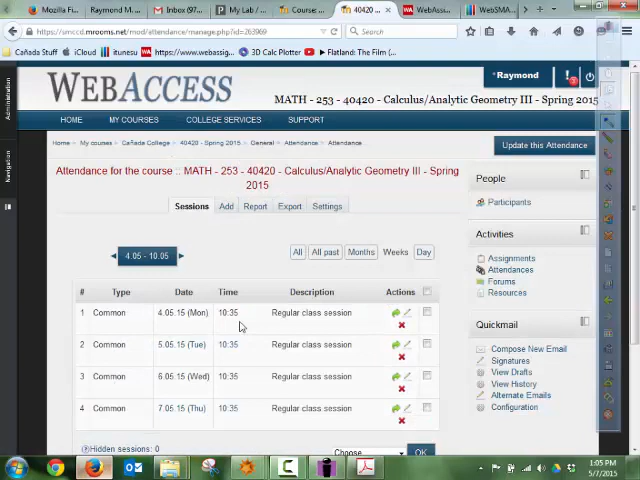 Mozilla Fi...
Raymond M. ...
Inbox (97...
My Lab / ...
Course: ...
40420 ...
WebAssi...
WebSMA...
https://smccd.mrooms.net/mod/attendance/manage.php?id=263969
Cañada Stuff
iCloud
itunesu
https://www.webassig...
3D Calc Plotter
Flatland: The Film (...
Administration
Navigation
WEBACCESS
Raymond
MATH - 253 - 40420 - Calculus/Analytic Geometry III - Spring 2015
HOME MY COURSES COLLEGE SERVICES SUPPORT
Home My courses Cañada College 40420 - Spring 2015 General Attendance Attendance
Update this Attendance
Attendance for the course :: MATH - 253 - 40420 - Calculus/Analytic Geometry III - Spring
2015
Sessions Add Report Export Settings
4.05 - 10.05
All All past Months Weeks Day
# Type Date Time Description Actions
1 Common 4.05.15 (Mon) 10:35 Regular class session
2 Common 5.05.15 (Tue) 10:35 Regular class session
3 Common 6.05.15 (Wed) 10:35 Regular class session
4 Common 7.05.15 (Thu) 10:35 Regular class session
Hidden sessions: 0
Choose...
OK
People
Participants
Activities
Assignments
Attendances
Forums
Resources
Quickmail
Compose New Email
Signatures
View Drafts
View History
Alternate Emails
Configuration
1:05 PM
5/7/2015